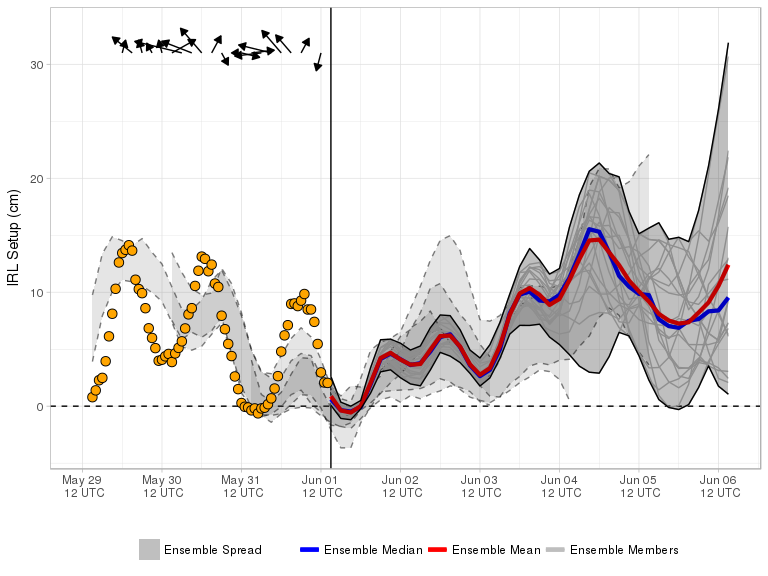 IRL Setup (cm)
30
20
10
0
May 29 May 30 May 31 Jun 01 Jun 02 Jun 03 Jun 04 Jun 05 Jun 06
12 UTC 12 UTC 12 UTC 12 UTC 12 UTC 12 UTC 12 UTC 12 UTC 12 UTC
Ensemble Spread Ensemble Median Ensemble Mean Ensemble Members